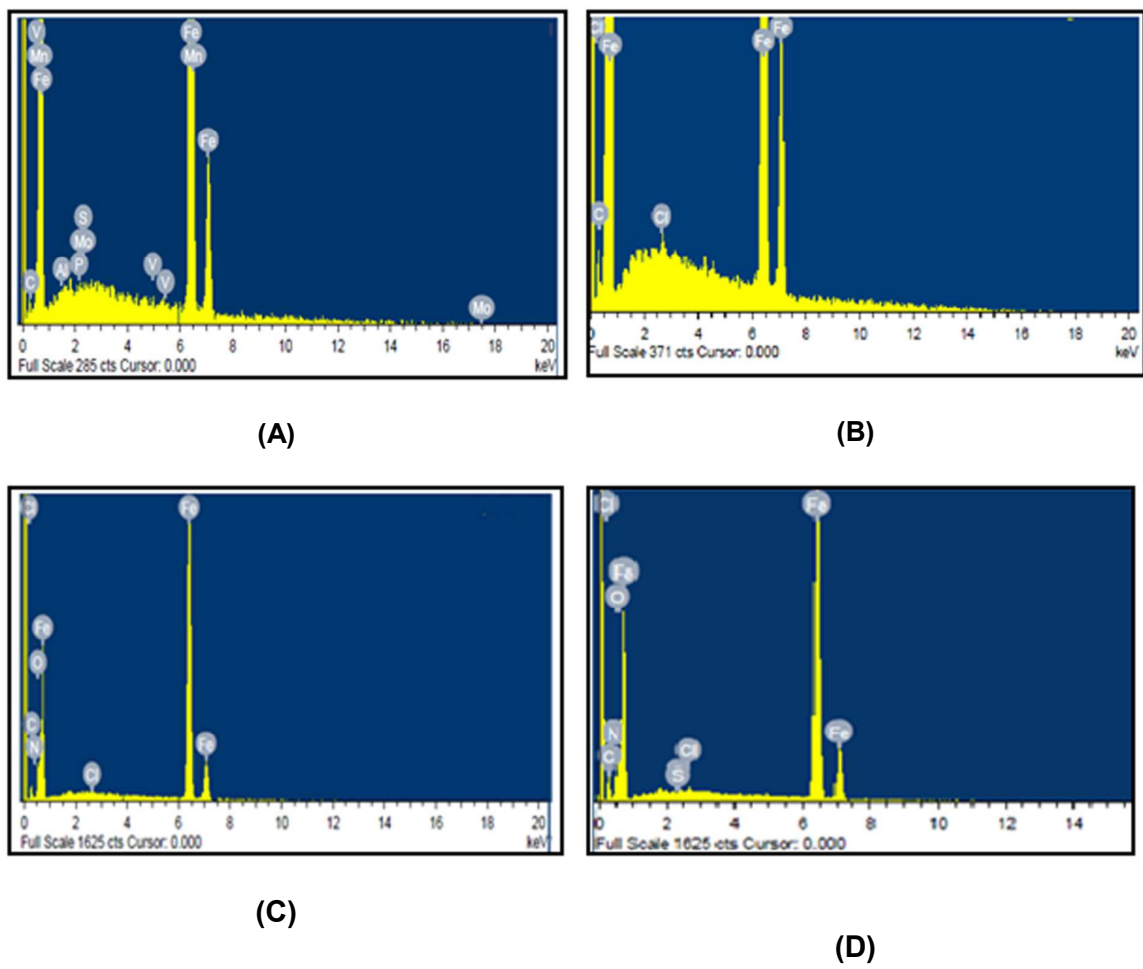 V
Mn
Fe
Fe
Mn
Fe
S
Mo
P
Al
C
V
V
Mo
0 2 4 6 8 10 12 14 16 18 20
Full Scale 285 cts Cursor: 0.000 keV
(A)
Cl
Fe
C
Cl
Fe
Fe
0 2 4 6 8 10 12 14 16 18 20
Full Scale 371 cts Cursor: 0.000 keV
(B)
Cl
Fe
Fe
O
C
N
Cl
Fe
0 2 4 6 8 10 12 14 16 18 20
Full Scale 1625 cts Cursor: 0.000 keV
(C)
Cl
Fe
Fe
O
N
C
Cl
S
Fe
0 2 4 6 8 10 12 14
Full Scale 1625 cts Cursor: 0.000
(D)